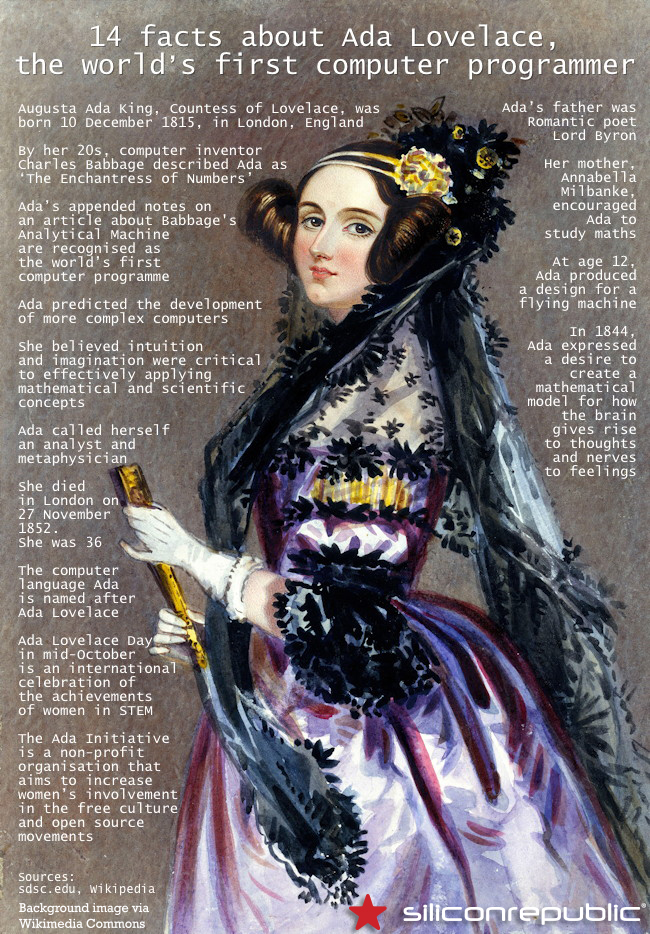 14 facts about Ada Lovelace,
the world's first computer programmer
Augusta Ada King, Countess of Lovelace, was
born 10 December 1815, in London, England
By her 20s, computer inventor
Charles Babbage described Ada as
'The Enchantress of Numbers'
Ada's appended notes on
an article about Babbage's
Analytical Machine
are recognised as
the world's first
computer programme
Ada predicted the development
of more complex computers
She believed intuition
and imagination were critical
to effectively applying
mathematical and scientific
concepts
Ada called herself
an analyst and
metaphysician
She died
in London on
27 November
1852.
She was 36
The computer
language Ada
is named after
Ada Lovelace
Ada Lovelace Day
in mid-October
is an international
celebration of
the achievements
of women in STEM
The Ada Initiative
is a non-profit
organisation that
aims to increase
women's involvement
in the free culture
and open source
movements
Ada's father was
Romantic poet
Lord Byron
Her mother,
Annabella
Milbanke,
encouraged
Ada to
study maths
At age 12,
Ada produced
a design for a
flying machine
In 1844,
Ada expressed
a desire to
create a
mathematical
model for how
the brain
gives rise
to thoughts
and nerves
to feelings
Sources:
sdsc.edu, Wikipedia
Background image via
Wikimedia Commons
siliconrepublic®